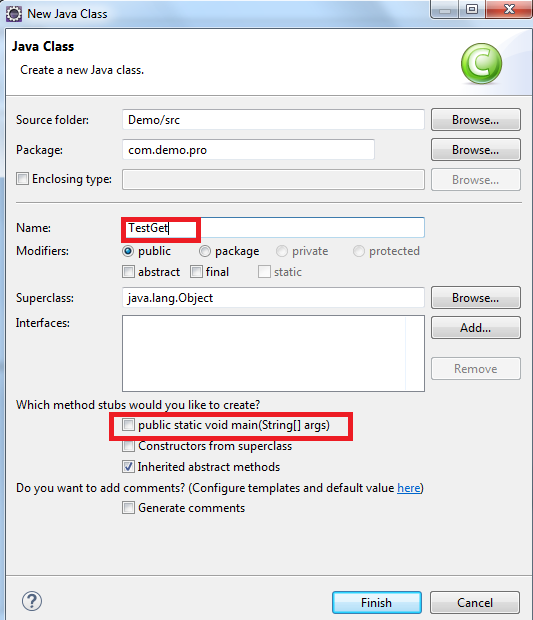 New Java Class
Java Class
Create a new Java class.
C
Source folder: Demo/src Browse...
Package: com.demo.pro Browse...
Enclosing type: Browse...
Name: TestGet
Modifiers: public package private protected
abstract final static
Superclass: java.lang.Object Browse...
Interfaces: Add...
Remove
Which method stubs would you like to create?
public static void main(String[] args)
Constructors from superclass
Inherited abstract methods
Do you want to add comments? (Configure templates and default value here)
Generate comments
? Finish Cancel